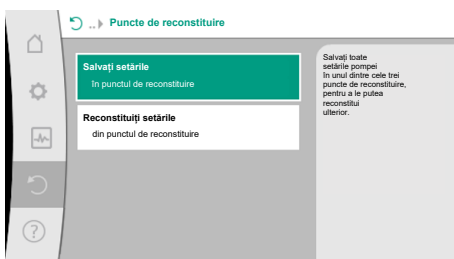 .. Puncte de reconstituire
Salvați setările
în punctul de reconstituire
Reconstituiți setările
din punctul de reconstituire
Salvați toate
setările pompei
în unul dintre cele trei
puncte de reconstituire,
pentru a le putea
reconstitui
ulterior.
?